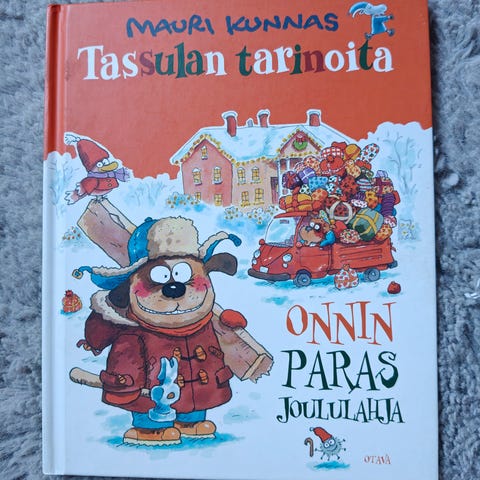 MAURI KUNNAS
Tassulan tarinoita
ONNIN
PARAS
JOULULAHJA
OTAVA